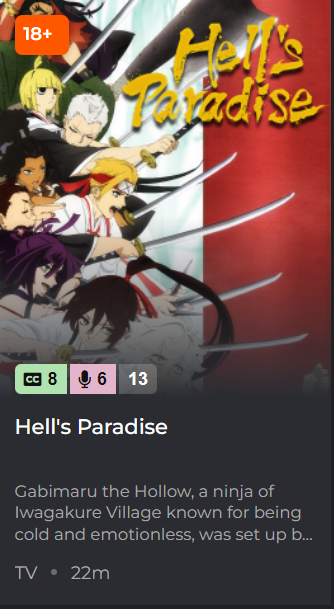 18+
Hell's
Paradise
CC 8 6 13
Hell's Paradise
Gabimaru the Hollow, a ninja of
Iwagakure Village known for being
cold and emotionless, was set up b...
TV • 22m